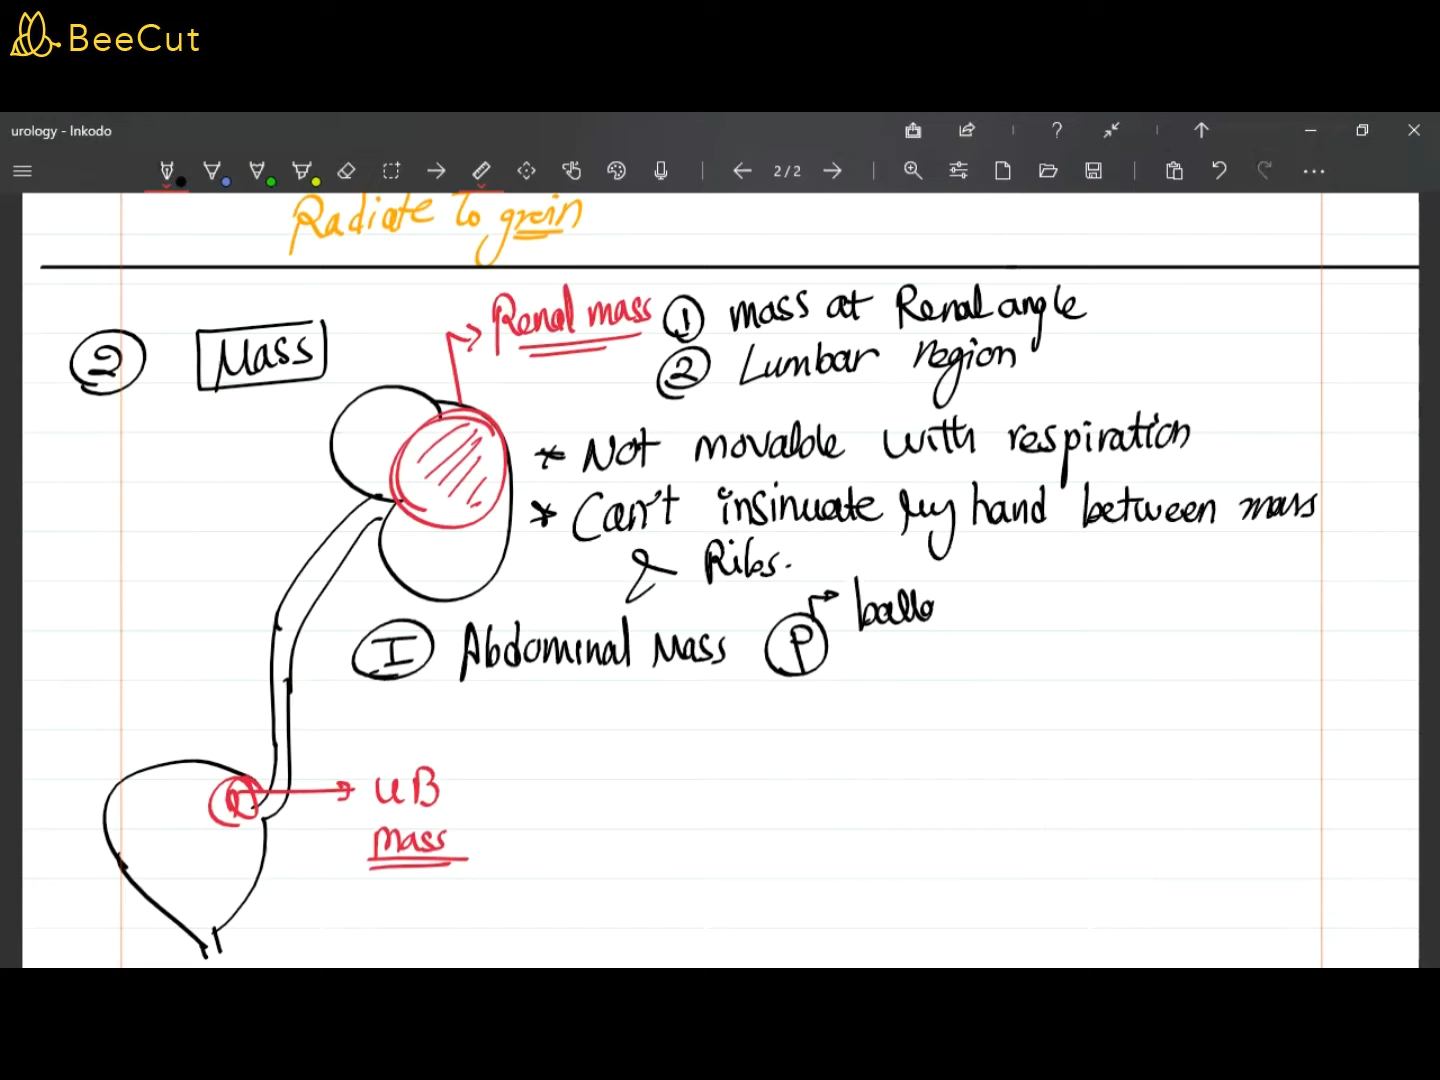 BeeCut
urology - Inkodo
2/2
Radiate to groin
2 Mass
Renal mass
1 mass at Renal angle
2 Lumbar region
* Not movable with respiration
* Can't insinuate my hand between mass
& Ribs.
I Abdominal Mass P ballo
UB
mass